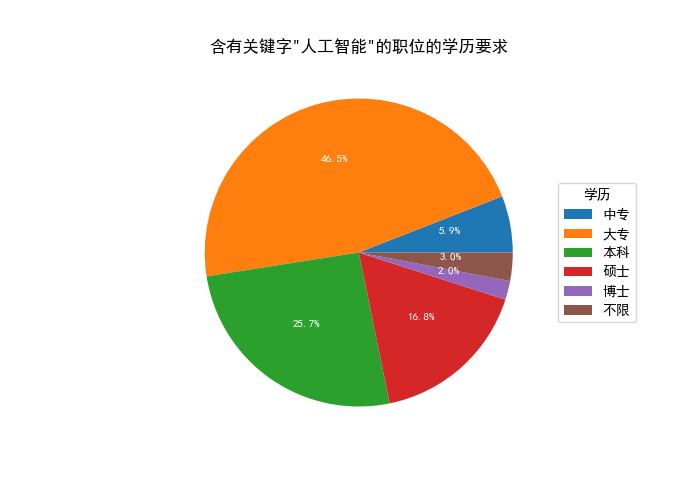 含有关键字"人工智能"的职位的学历要求
46.5%
5.9%
3.0%
2.0%
25.7%
16.8%
学历
中专
大专
本科
硕士
博士
不限